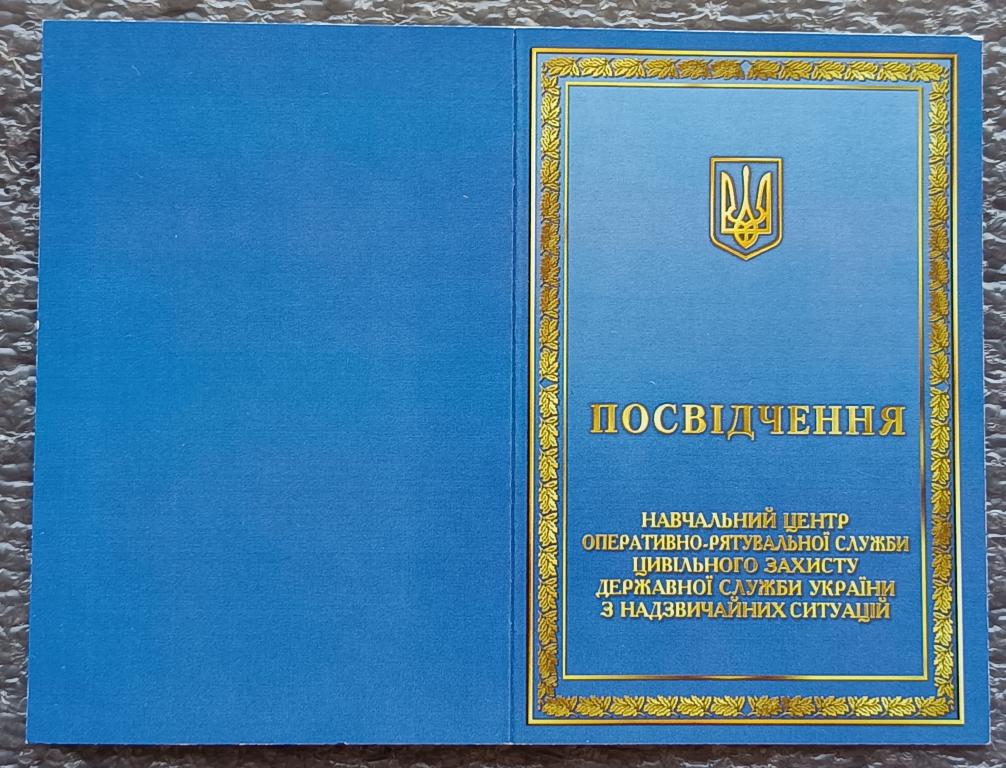 ПОСВІДЧЕННЯ
НАВЧАЛЬНИЙ ЦЕНТР
ОПЕРАТИВНО-РЯТУВАЛЬНОЇ СЛУЖБИ
ЦИВІЛЬНОГО ЗАХИСТУ
ДЕРЖАВНОЇ СЛУЖБИ УКРАЇНИ
З НАДЗВИЧАЙНИХ СИТУАЦІЙ